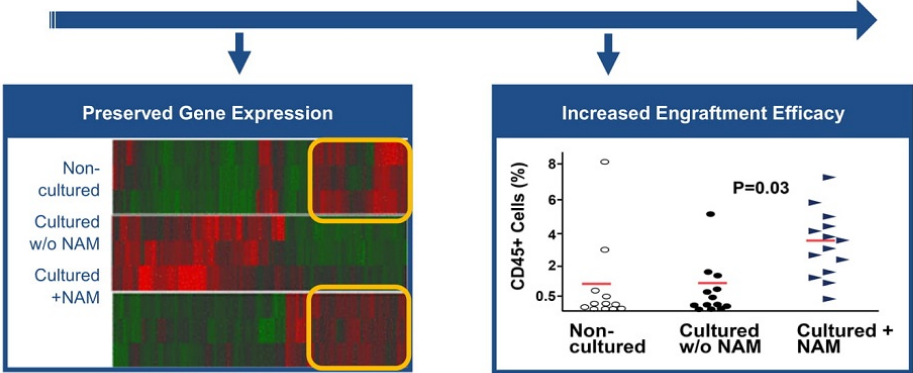 Preserved Gene Expression
Non-
cultured
Cultured
w/o NAM
Cultured
+NAM
Increased Engraftment Efficacy
CD45+ Cells (%)
8
6
4
2
0.5
P=0.03
Non-
cultured
Cultured
w/o NAM
Cultured +
NAM